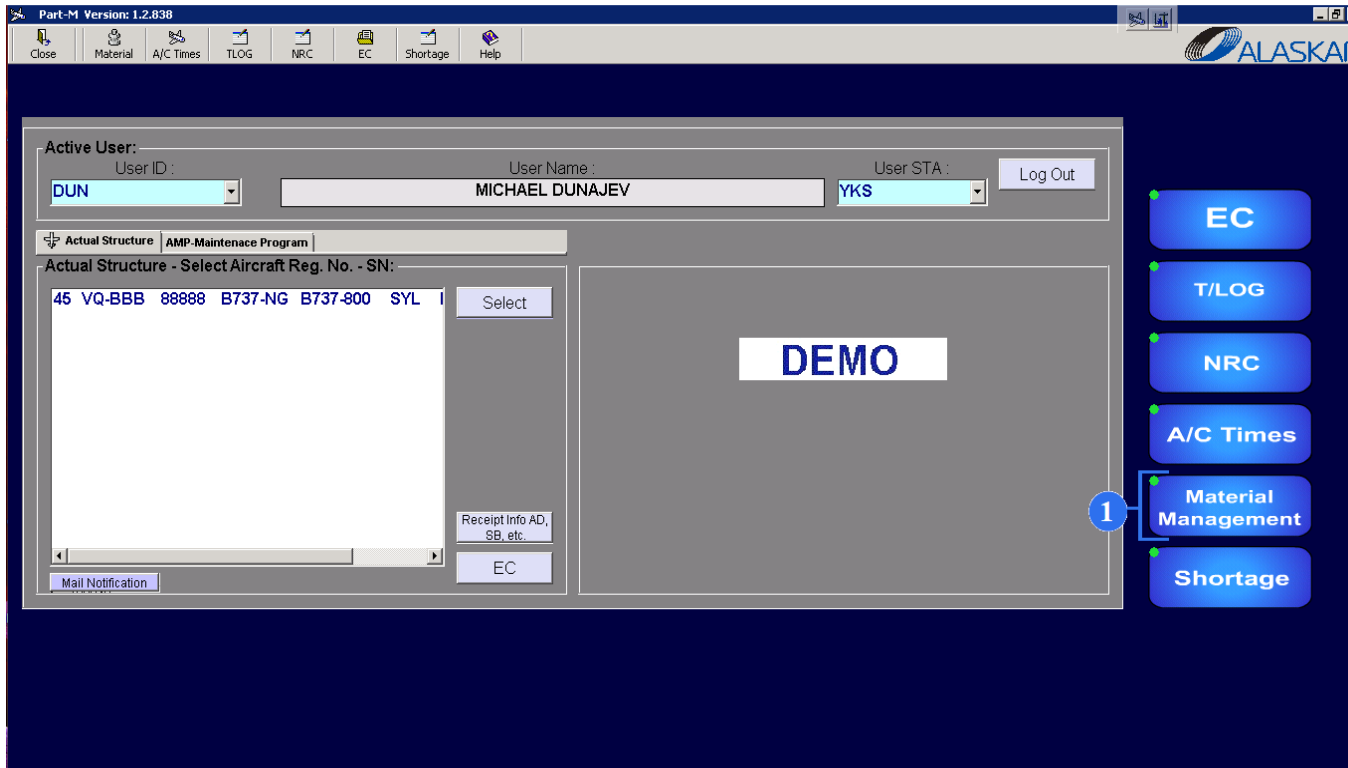 Part-M Version: 1.2.838
Close Material A/C Times TLOG NRC EC Shortage Help
ALASKAR
Active User:
User ID : User Name : User STA :
DUN MICHAEL DUNAJEV YKS Log Out
Actual Structure AMP-Maintenace Program
Actual Structure - Select Aircraft Reg. No. - SN:
45 VQ-BBB 88888 B737-NG B737-800 SYL
Select
DEMO
Receipt Info AD,
SB, etc.
EC
Mail Notification
EC
T/LOG
NRC
A/C Times
1
Material
Management
Shortage